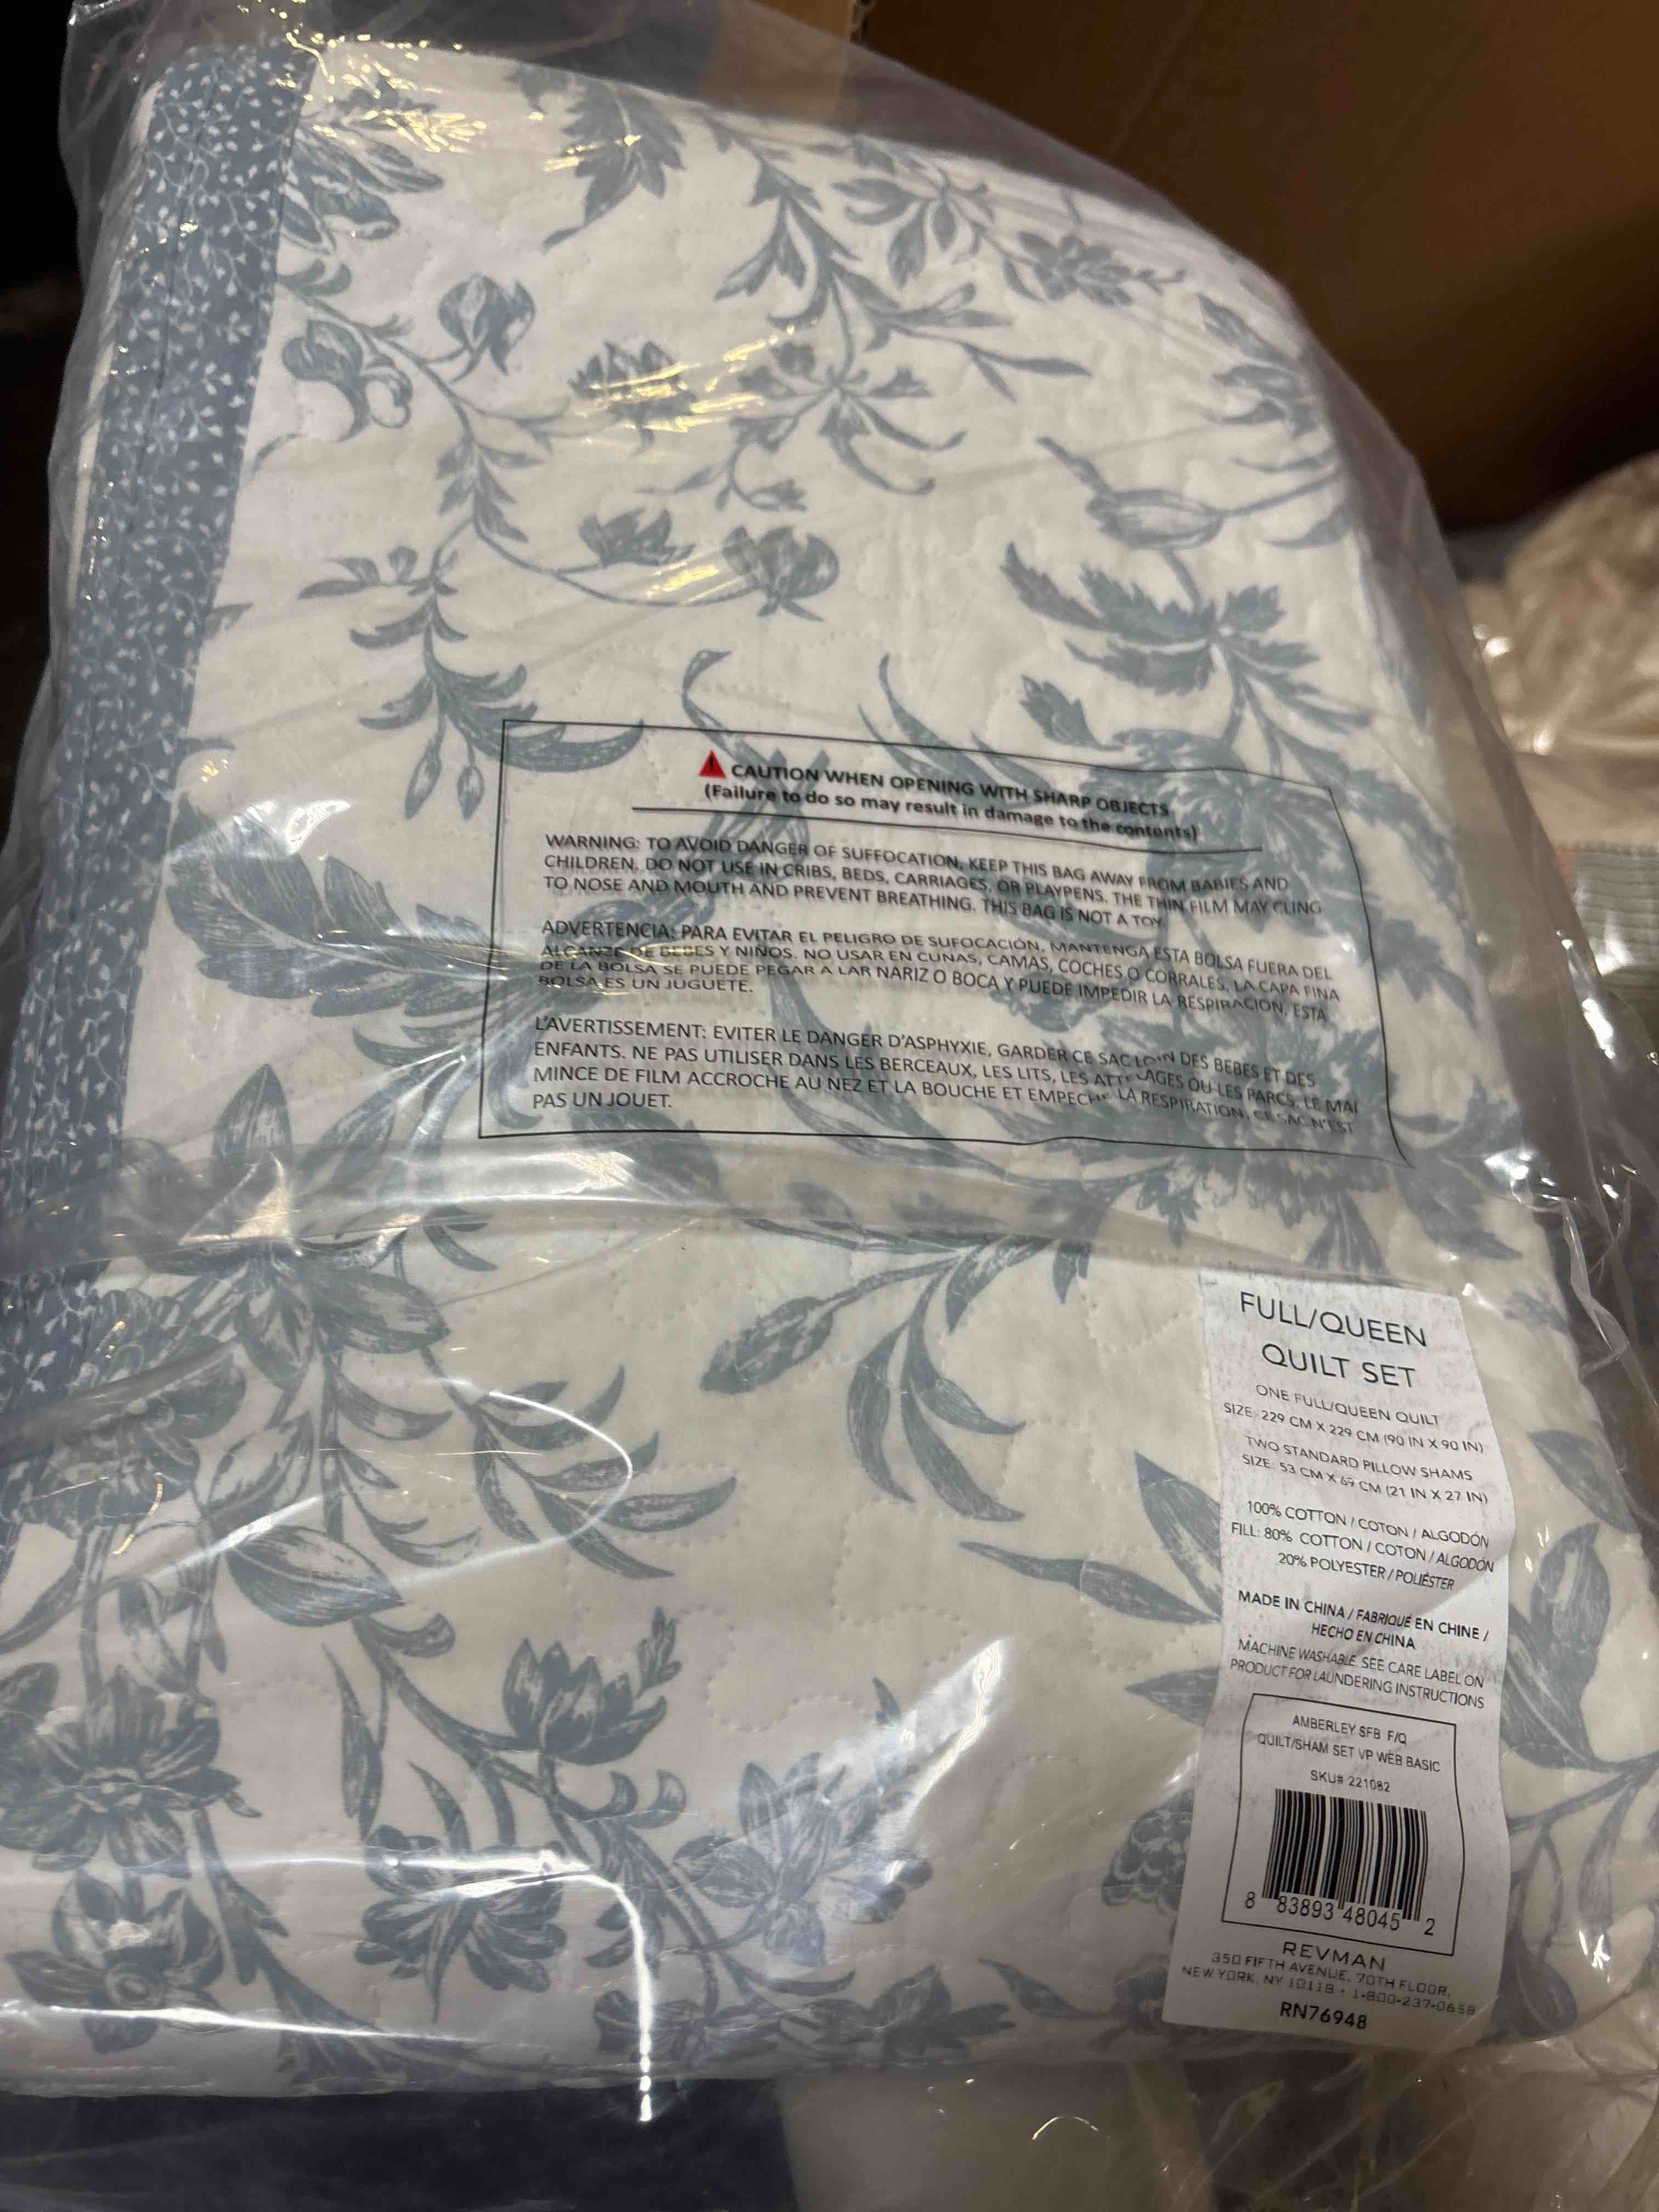 CAUTION WHEN OPENING WITH SHARP OBJECTS
(Failure to do so may result in damage to the contents)
WARNING: TO AVOID DANGER OF SUFFOCATION, KEEP THIS BAG AWAY FROM BABIES AND
CHILDREN. DO NOT USE IN CRIBS, BEDS, CARRIAGES, OR PLAYPENS. THE THIN FILM MAY CLING
TO NOSE AND MOUTH AND PREVENT BREATHING. THIS BAG IS NOT A TOY.
ADVERTENCIA: PARA EVITAR EL PELIGRO DE SUFOCACIÓN, MANTENGA ESTA BOLSA FUERA DEL
ALCANZE DE BEBES Y NIÑOS. NO USAR EN CUNAS, CAMAS, COCHES O CORRALES. LA CAPA FINA
DE LA BOLSA SE PUEDE PEGAR A LAR NARIZ O BOCA Y PUEDE IMPEDIR LA RESPIRACIÓN, ESTA
BOLSA ES UN JUGUETE.
L'AVERTISSEMENT: EVITER LE DANGER D'ASPHYXIE, GARDER CE SAC LOIN DES BEBES ET DES
ENFANTS. NE PAS UTILISER DANS LES BERCEAUX, LES LITS, LES ATTELAGES OU LES PARCS. LE MAI
MINCE DE FILM ACCROCHE AU NEZ ET LA BOUCHE ET EMPECHE LA RESPIRATION, CE SAC N'EST
PAS UN JOUET.
FULL/QUEEN
QUILT SET
ONE FULL/QUEEN QUILT
SIZE: 229 CM X 229 CM (90 IN X 90 IN)
TWO STANDARD PILLOW SHAMS
SIZE: 53 CM X 69 CM (21 IN X 27 IN)
100% COTTON / COTON / ALGODÓN
FILL: 80% COTTON / COTON / ALGODÓN
20% POLYESTER / POLIÉSTER
MADE IN CHINA / FABRIQUÉ EN CHINE /
HECHO EN CHINA
MACHINE WASHABLE. SEE CARE LABEL ON
PRODUCT FOR LAUNDERING INSTRUCTIONS
AMBERLEY SFB F/Q
QUILT/SHAM SET VP WEB BASIC
SKU# 221082
8 83893 48045 2
REVMAN
350 FIFTH AVENUE, 70TH FLOOR,
NEW YORK, NY 10118 • 1-800-237-0658
RN76948